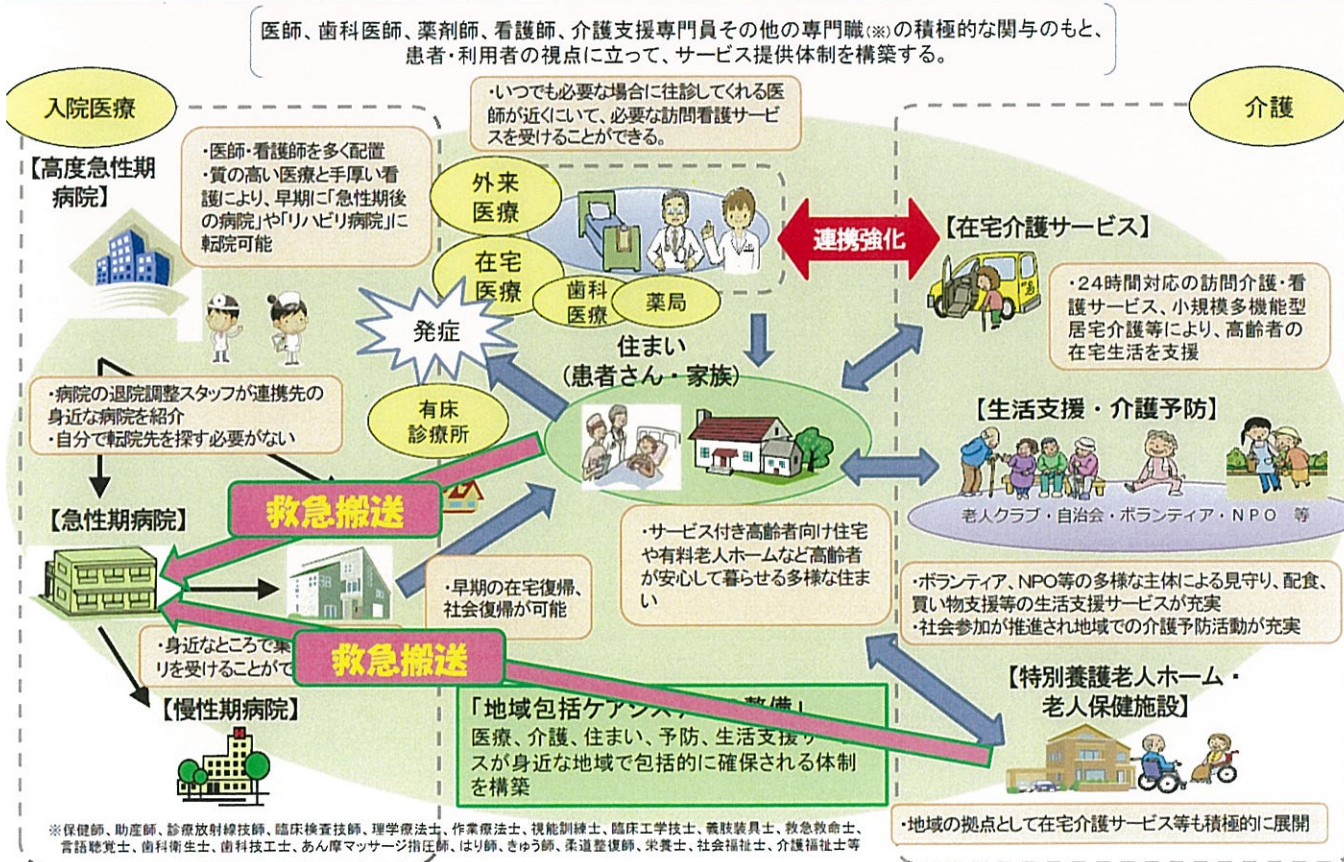 医師、歯科医師、薬剤師、看護師、介護支援専門員その他の専門職(※)の積極的な関与のもと、
患者・利用者の視点に立って、サービス提供体制を構築する。
入院医療
【高度急性期
病院】
・医師・看護師を多く配置
・質の高い医療と手厚い看
護により、早期に「急性期後
の病院」や「リハビリ病院」に
転院可能
・いつでも必要な場合に往診してくれる医
師が近くにいて、必要な訪問看護サービ
スを受けることができる。
介護
外来
医療
在宅
医療
歯科
医療
薬局
連携強化
【在宅介護サービス】
・24時間対応の訪問介護・看
護サービス、小規模多機能型
居宅介護等により、高齢者の
在宅生活を支援
発症
住まい
(患者さん・家族)
・病院の退院調整スタッフが連携先の
身近な病院を紹介
・自分で転院先を探す必要がない
有床
診療所
【生活支援・介護予防】
老人クラブ・自治会・ボランティア・NPO 等
救急搬送
【急性期病院】
・早期の在宅復帰、
社会復帰が可能
・サービス付き高齢者向け住宅
や有料老人ホームなど高齢者
が安心して暮らせる多様な住ま
い
・ボランティア、NPO等の多様な主体による見守り、配食、
買い物支援等の生活支援サービスが充実
・社会参加が推進され地域での介護予防活動が充実
・身近なところで集
リを受けることがで
救急搬送
【慢性期病院】
「地域包括ケアシス 整備」
医療、介護、住まい、予防、生活支援サー
スが身近な地域で包括的に確保される体制
を構築
【特別養護老人ホーム・
老人保健施設】
・地域の拠点として在宅介護サービス等も積極的に展開
※保健師、助産師、診療放射線技師、臨床検査技師、理学療法士、作業療法士、視能訓練士、臨床工学技士、義肢装具士、救急救命士、
言語聴覚士、歯科衛生士、歯科技工士、あん摩マッサージ指圧師、はり師、きゅう師、柔道整復師、栄養士、社会福祉士、介護福祉士等